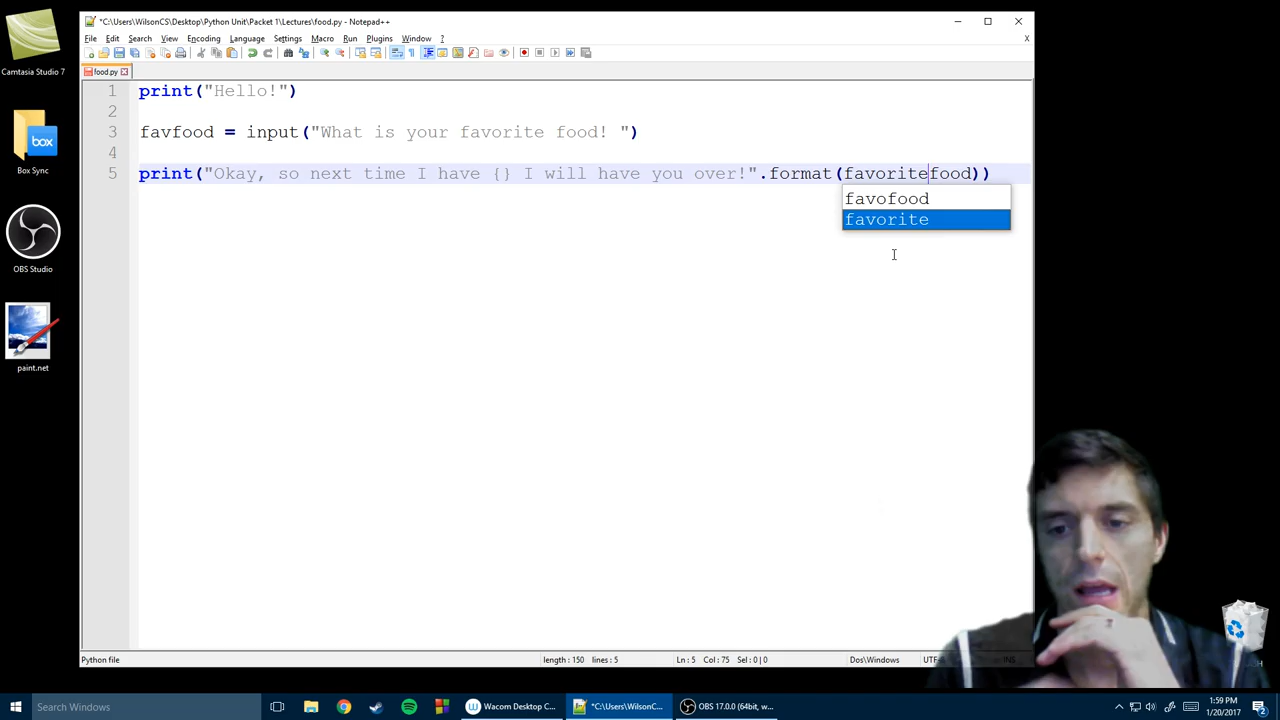 Camtasia Studio 7
box
Box Sync
OBS Studio
paint.net
*C:\Users\WilsonCS\Desktop\Python Unit\Packet 1\Lectures\food.py - Notepad++
File Edit Search View Encoding Language Settings Macro Run Plugins Window ? X
food.py
1 print("Hello!")
2
3 favfood = input("What is your favorite food! ")
4
5 print("Okay, so next time I have {} I will have you over!".format(favoritefood))
favofood
favorite
Python file length : 150 lines : 5 Ln : 5 Col : 75 Sel : 0 | 0 Dos\Windows INS
Search Windows
Wacom Desktop C...
*C:\Users\WilsonC...
OBS 17.0.0 (64bit, w...
1:59 PM
1/20/2017
2